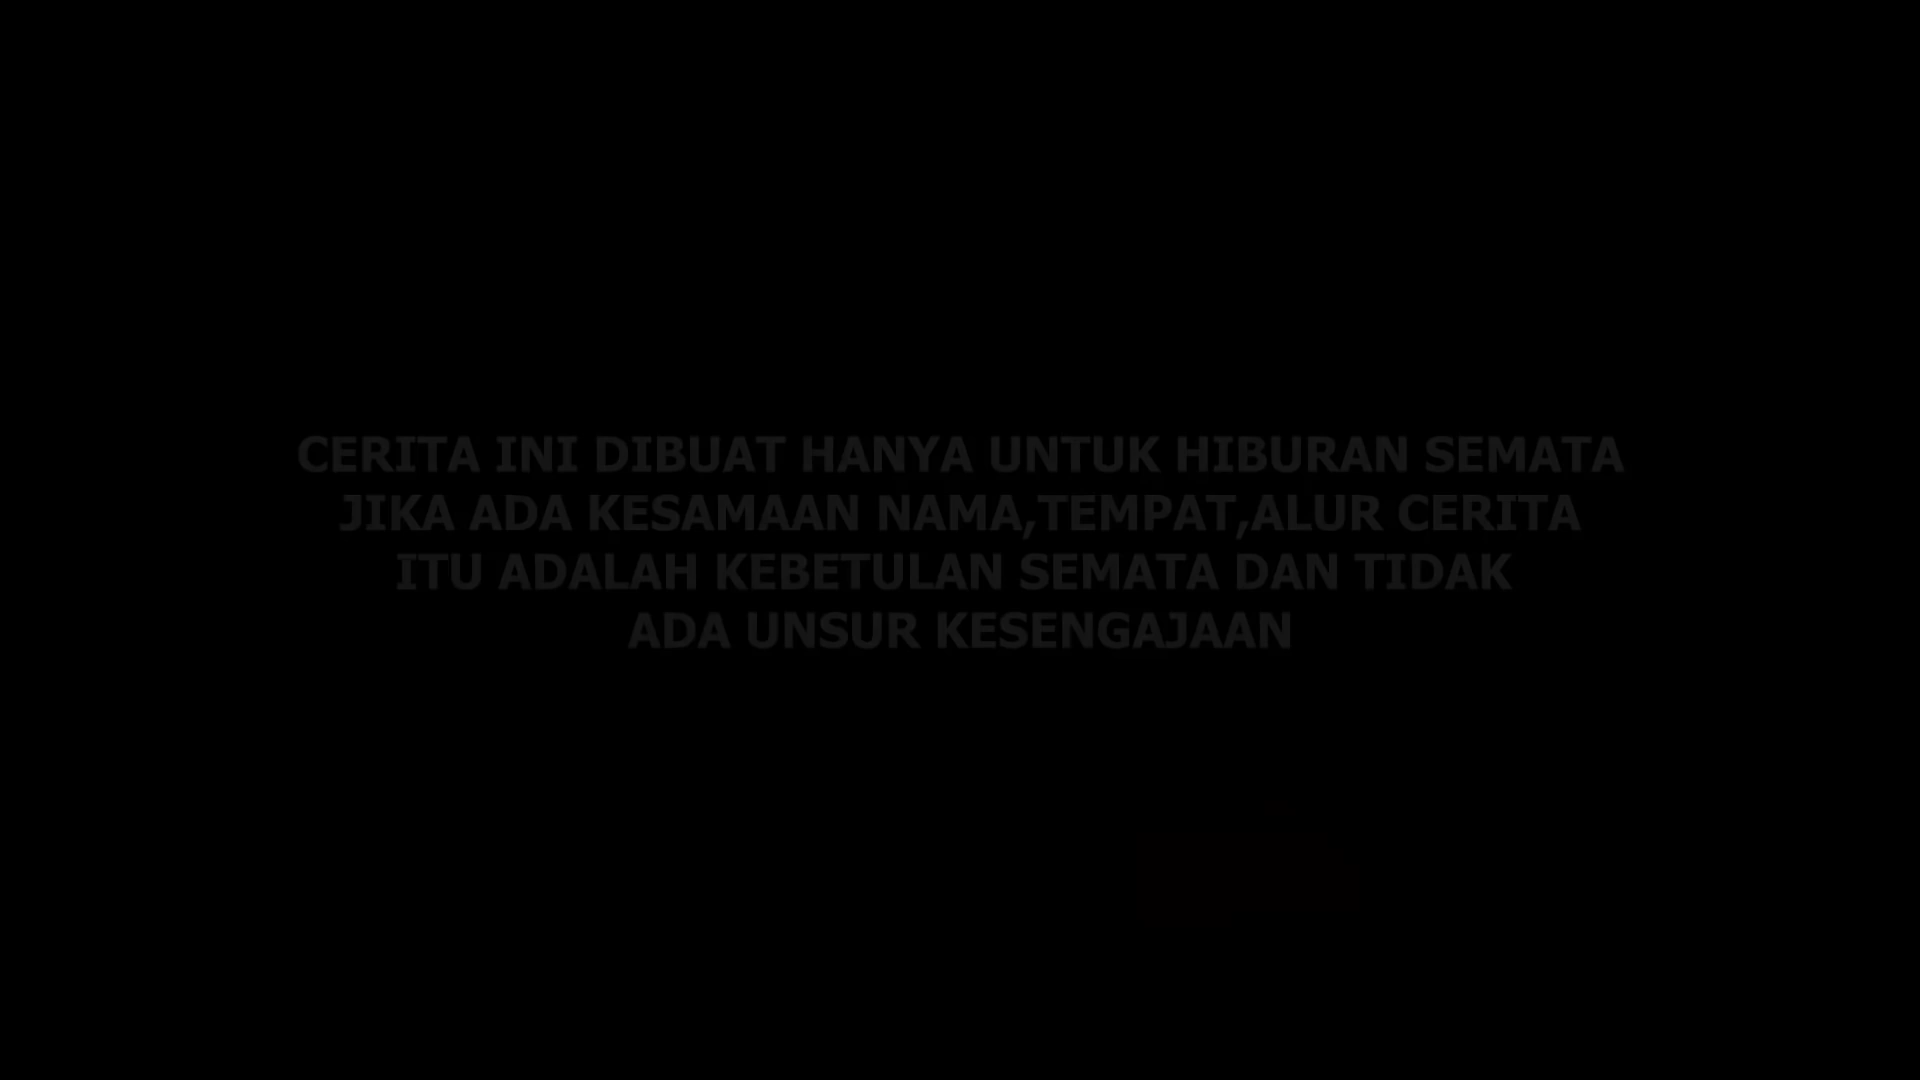 CERITA INI DIBUAT HANYA UNTUK HIBURAN SEMATA
JIKA ADA KESAMAAN NAMA,TEMPAT,ALUR CERITA
ITU ADALAH KEBETULAN SEMATA DAN TIDAK
ADA UNSUR KESENGAJAAN